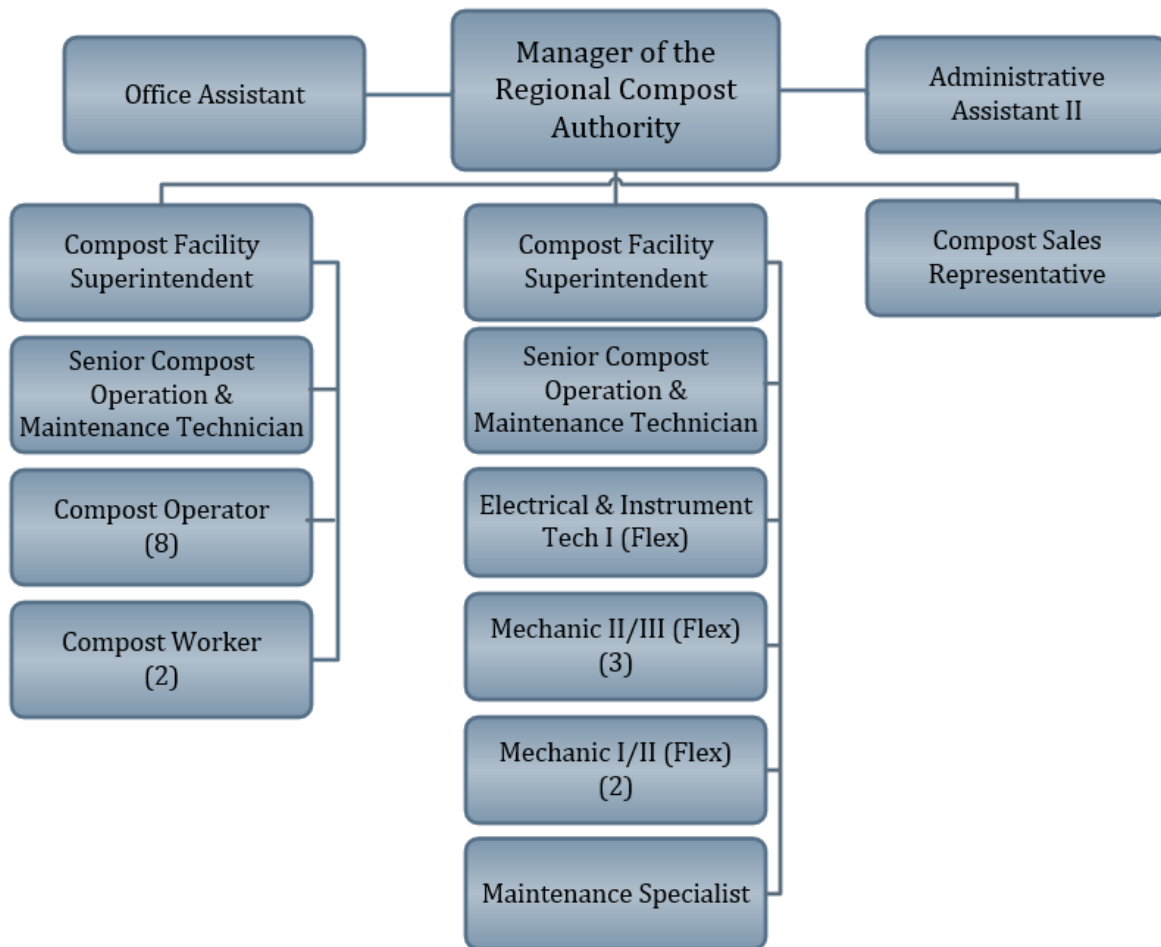 Office Assistant
Manager of the
Regional Compost
Authority
Administrative
Assistant II
Compost Facility
Superintendent
Senior Compost
Operation &
Maintenance Technician
Compost Operator
(8)
Compost Worker
(2)
Compost Facility
Superintendent
Senior Compost
Operation &
Maintenance Technician
Electrical & Instrument
Tech I (Flex)
Mechanic II/III (Flex)
(3)
Mechanic I/II (Flex)
(2)
Maintenance Specialist
Compost Sales
Representative